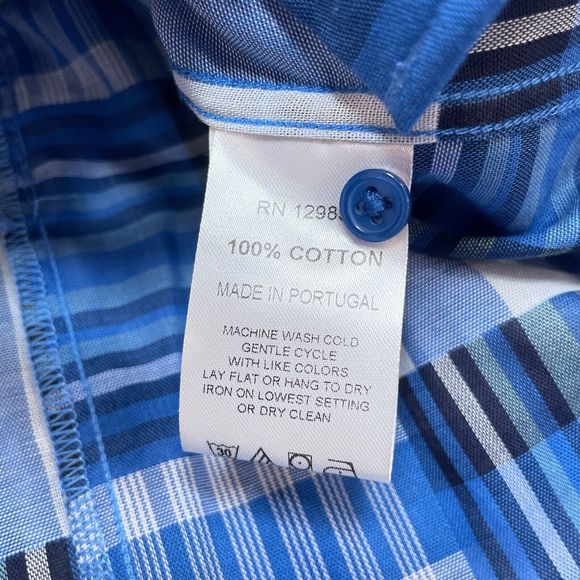 RN 1298
100% COTTON
MADE IN PORTUGAL
MACHINE WASH COLD
GENTLE CYCLE
WITH LIKE COLORS
LAY FLAT OR HANG TO DRY
IRON ON LOWEST SETTING
OR DRY CLEAN
30